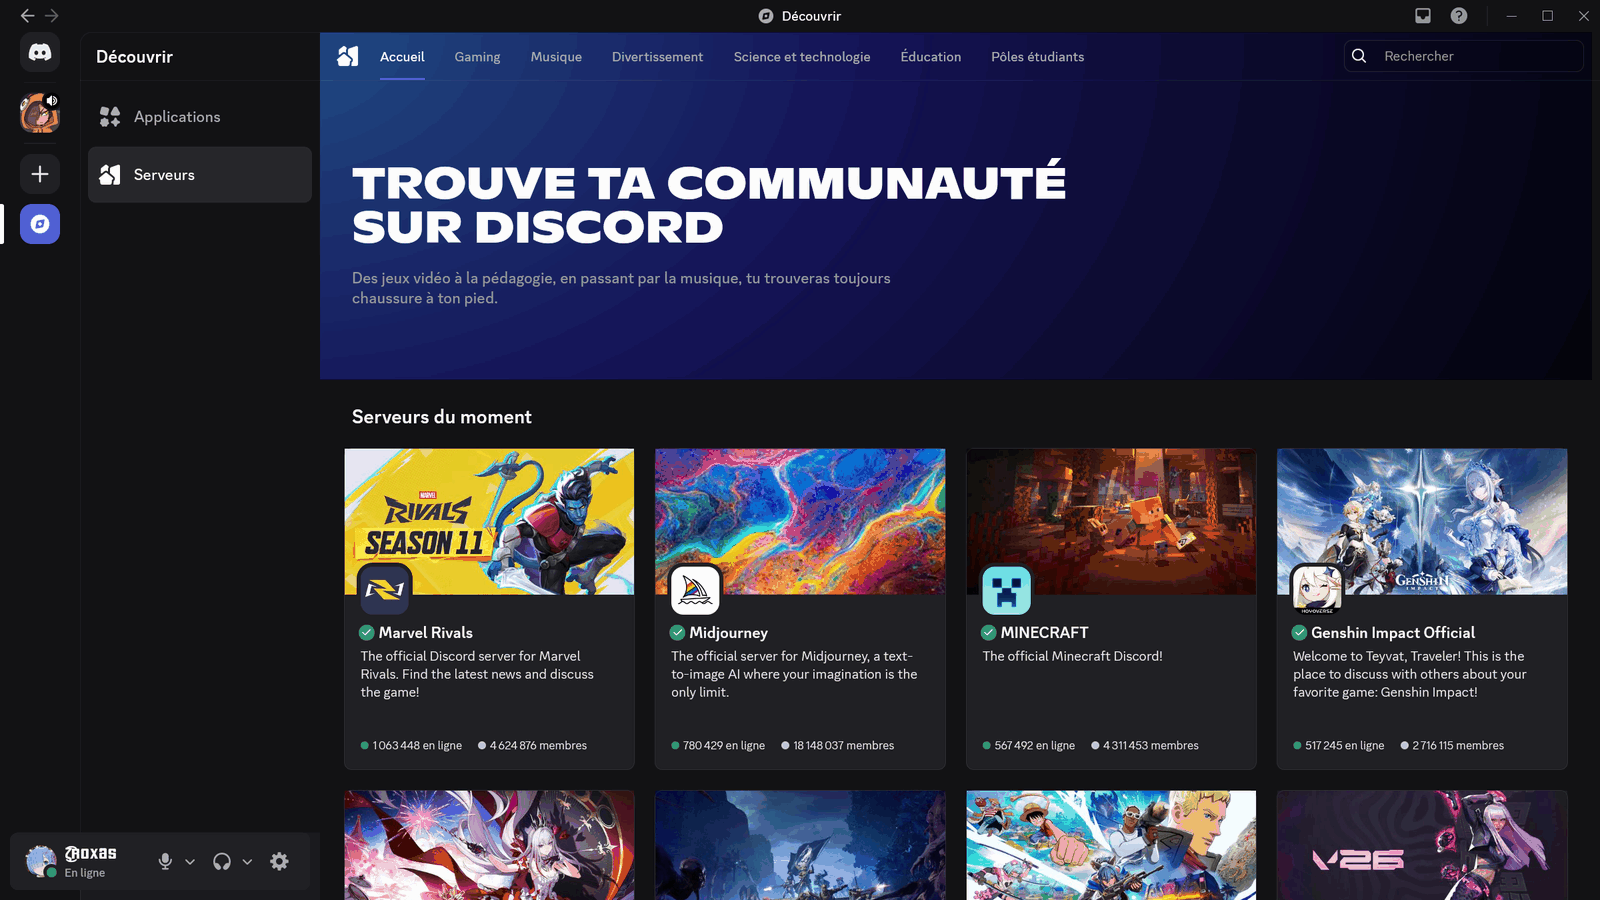 Découvrir
Découvrir
Applications
Serveurs
Accueil
Gaming
Musique
Divertissement
Science et technologie
Éducation
Pôles étudiants
Rechercher
TROUVE TA COMMUNAUTÉ
SUR DISCORD
Des jeux vidéo à la pédagogie, en passant par la musique, tu trouveras toujours
chaussure à ton pied.
Serveurs du moment
MARVEL
RIVALS
SEASON 11
Marvel Rivals
The official Discord server for Marvel
Rivals. Find the latest news and discuss
the game!
1 063 448 en ligne
4 624 876 membres
Midjourney
The official server for Midjourney, a text-
to-image AI where your imagination is the
only limit.
780 429 en ligne
18 148 037 membres
MINECRAFT
The official Minecraft Discord!
567 492 en ligne
4 311 453 membres
GENSHIN
IMPACT
HOYOVERSE
Genshin Impact Official
Welcome to Teyvat, Traveler! This is the
place to discuss with others about your
favorite game: Genshin Impact!
517 245 en ligne
2 716 115 membres
V26
En ligne